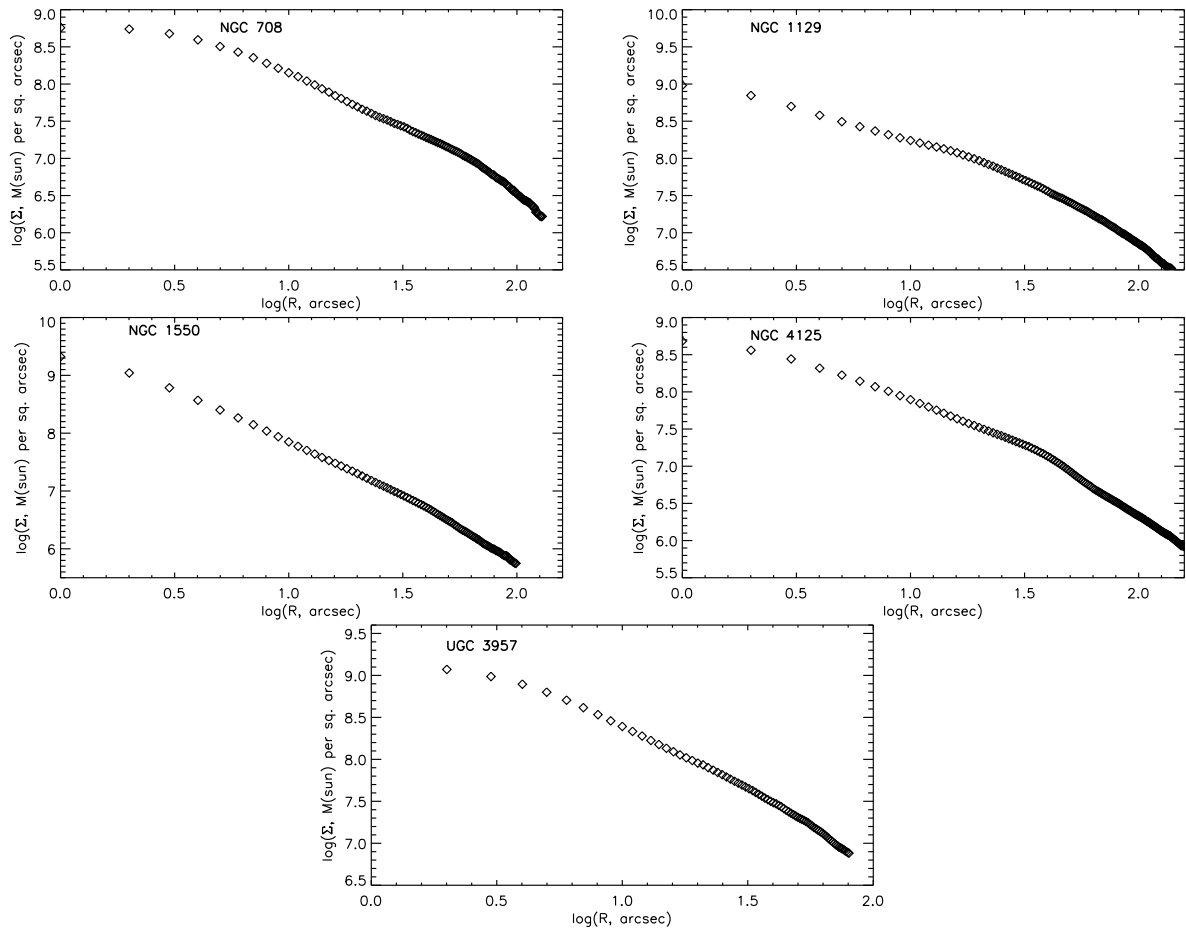 NGC 708
9.0
8.5
8.0
7.5
7.0
6.5
6.0
5.5
log(Σ, M(sun) per sq. arcsec)
0.0 0.5 1.0 1.5 2.0
log(R, arcsec)
NGC 1129
10.0
9.5
9.0
8.5
8.0
7.5
7.0
6.5
log(Σ, M(sun) per sq. arcsec)
0.0 0.5 1.0 1.5 2.0
log(R, arcsec)
NGC 1550
10
9
8
7
6
log(Σ, M(sun) per sq. arcsec)
0.0 0.5 1.0 1.5 2.0
log(R, arcsec)
NGC 4125
9.0
8.5
8.0
7.5
7.0
6.5
6.0
5.5
log(Σ, M(sun) per sq. arcsec)
0.0 0.5 1.0 1.5 2.0
log(R, arcsec)
UGC 3957
9.5
9.0
8.5
8.0
7.5
7.0
6.5
log(Σ, M(sun) per sq. arcsec)
0.0 0.5 1.0 1.5 2.0
log(R, arcsec)